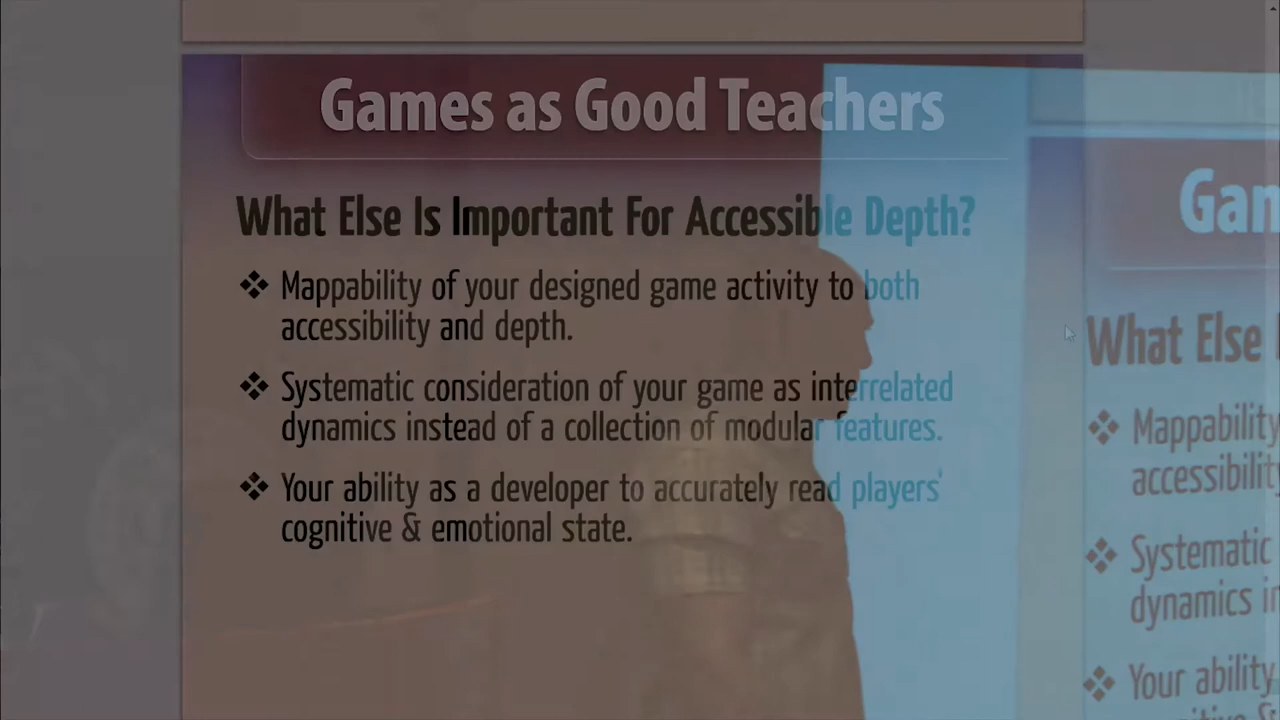 Games as Good Teachers
What Else Is Important For Accessible Depth?
❖ Mappability of your designed game activity to both
accessibility and depth.
❖ Systematic consideration of your game as interrelated
dynamics instead of a collection of modular features.
❖ Your ability as a developer to accurately read players'
cognitive & emotional state.
Gam
What Else I
❖ Mappability
accessibility
❖ Systematic
dynamics in
❖ Your ability